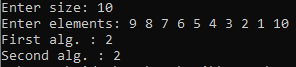 Enter size: 10
Enter elements: 9 8 7 6 5 4 3 2 1 10
First alg. : 2
Second alg. : 2